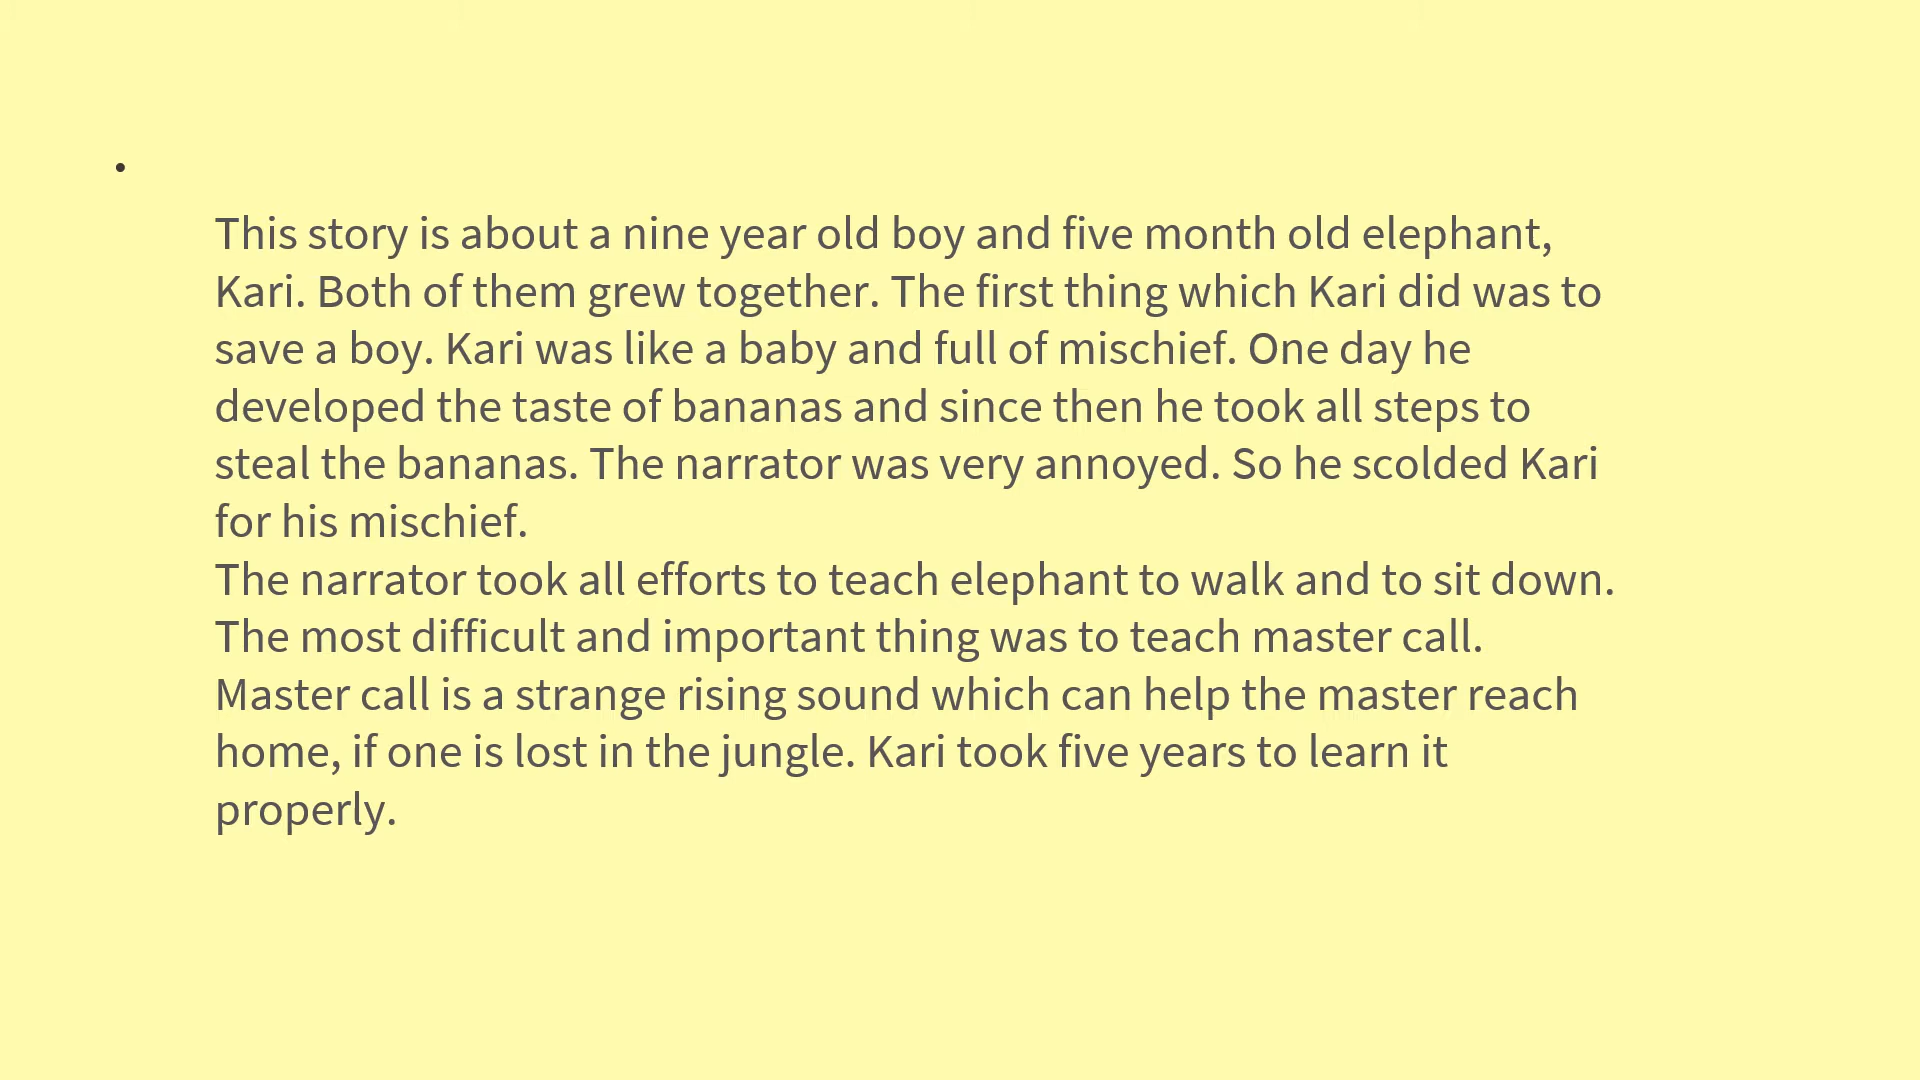 •
This story is about a nine year old boy and five month old elephant,
Kari. Both of them grew together. The first thing which Kari did was to
save a boy. Kari was like a baby and full of mischief. One day he
developed the taste of bananas and since then he took all steps to
steal the bananas. The narrator was very annoyed. So he scolded Kari
for his mischief.
The narrator took all efforts to teach elephant to walk and to sit down.
The most difficult and important thing was to teach master call.
Master call is a strange rising sound which can help the master reach
home, if one is lost in the jungle. Kari took five years to learn it
properly.